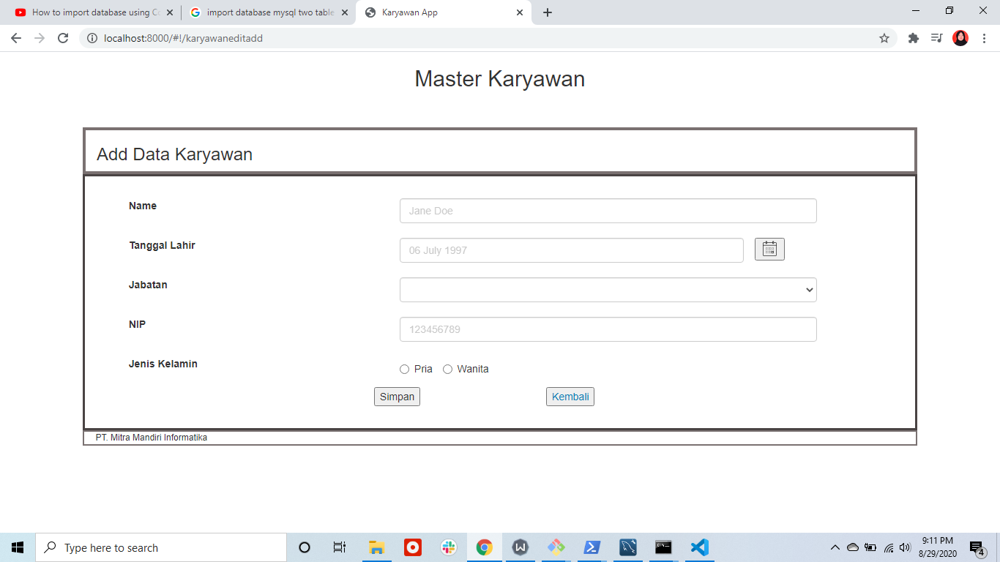 How to import database using Co
import database mysql two table
Karyawan App
localhost:8000/#!/karyawaneditadd
Master Karyawan
Add Data Karyawan
Name
Jane Doe
Tanggal Lahir
06 July 1997
Jabatan
NIP
123456789
Jenis Kelamin
Pria Wanita
Simpan Kembali
PT. Mitra Mandiri Informatika
Type here to search
9:11 PM
8/29/2020
4